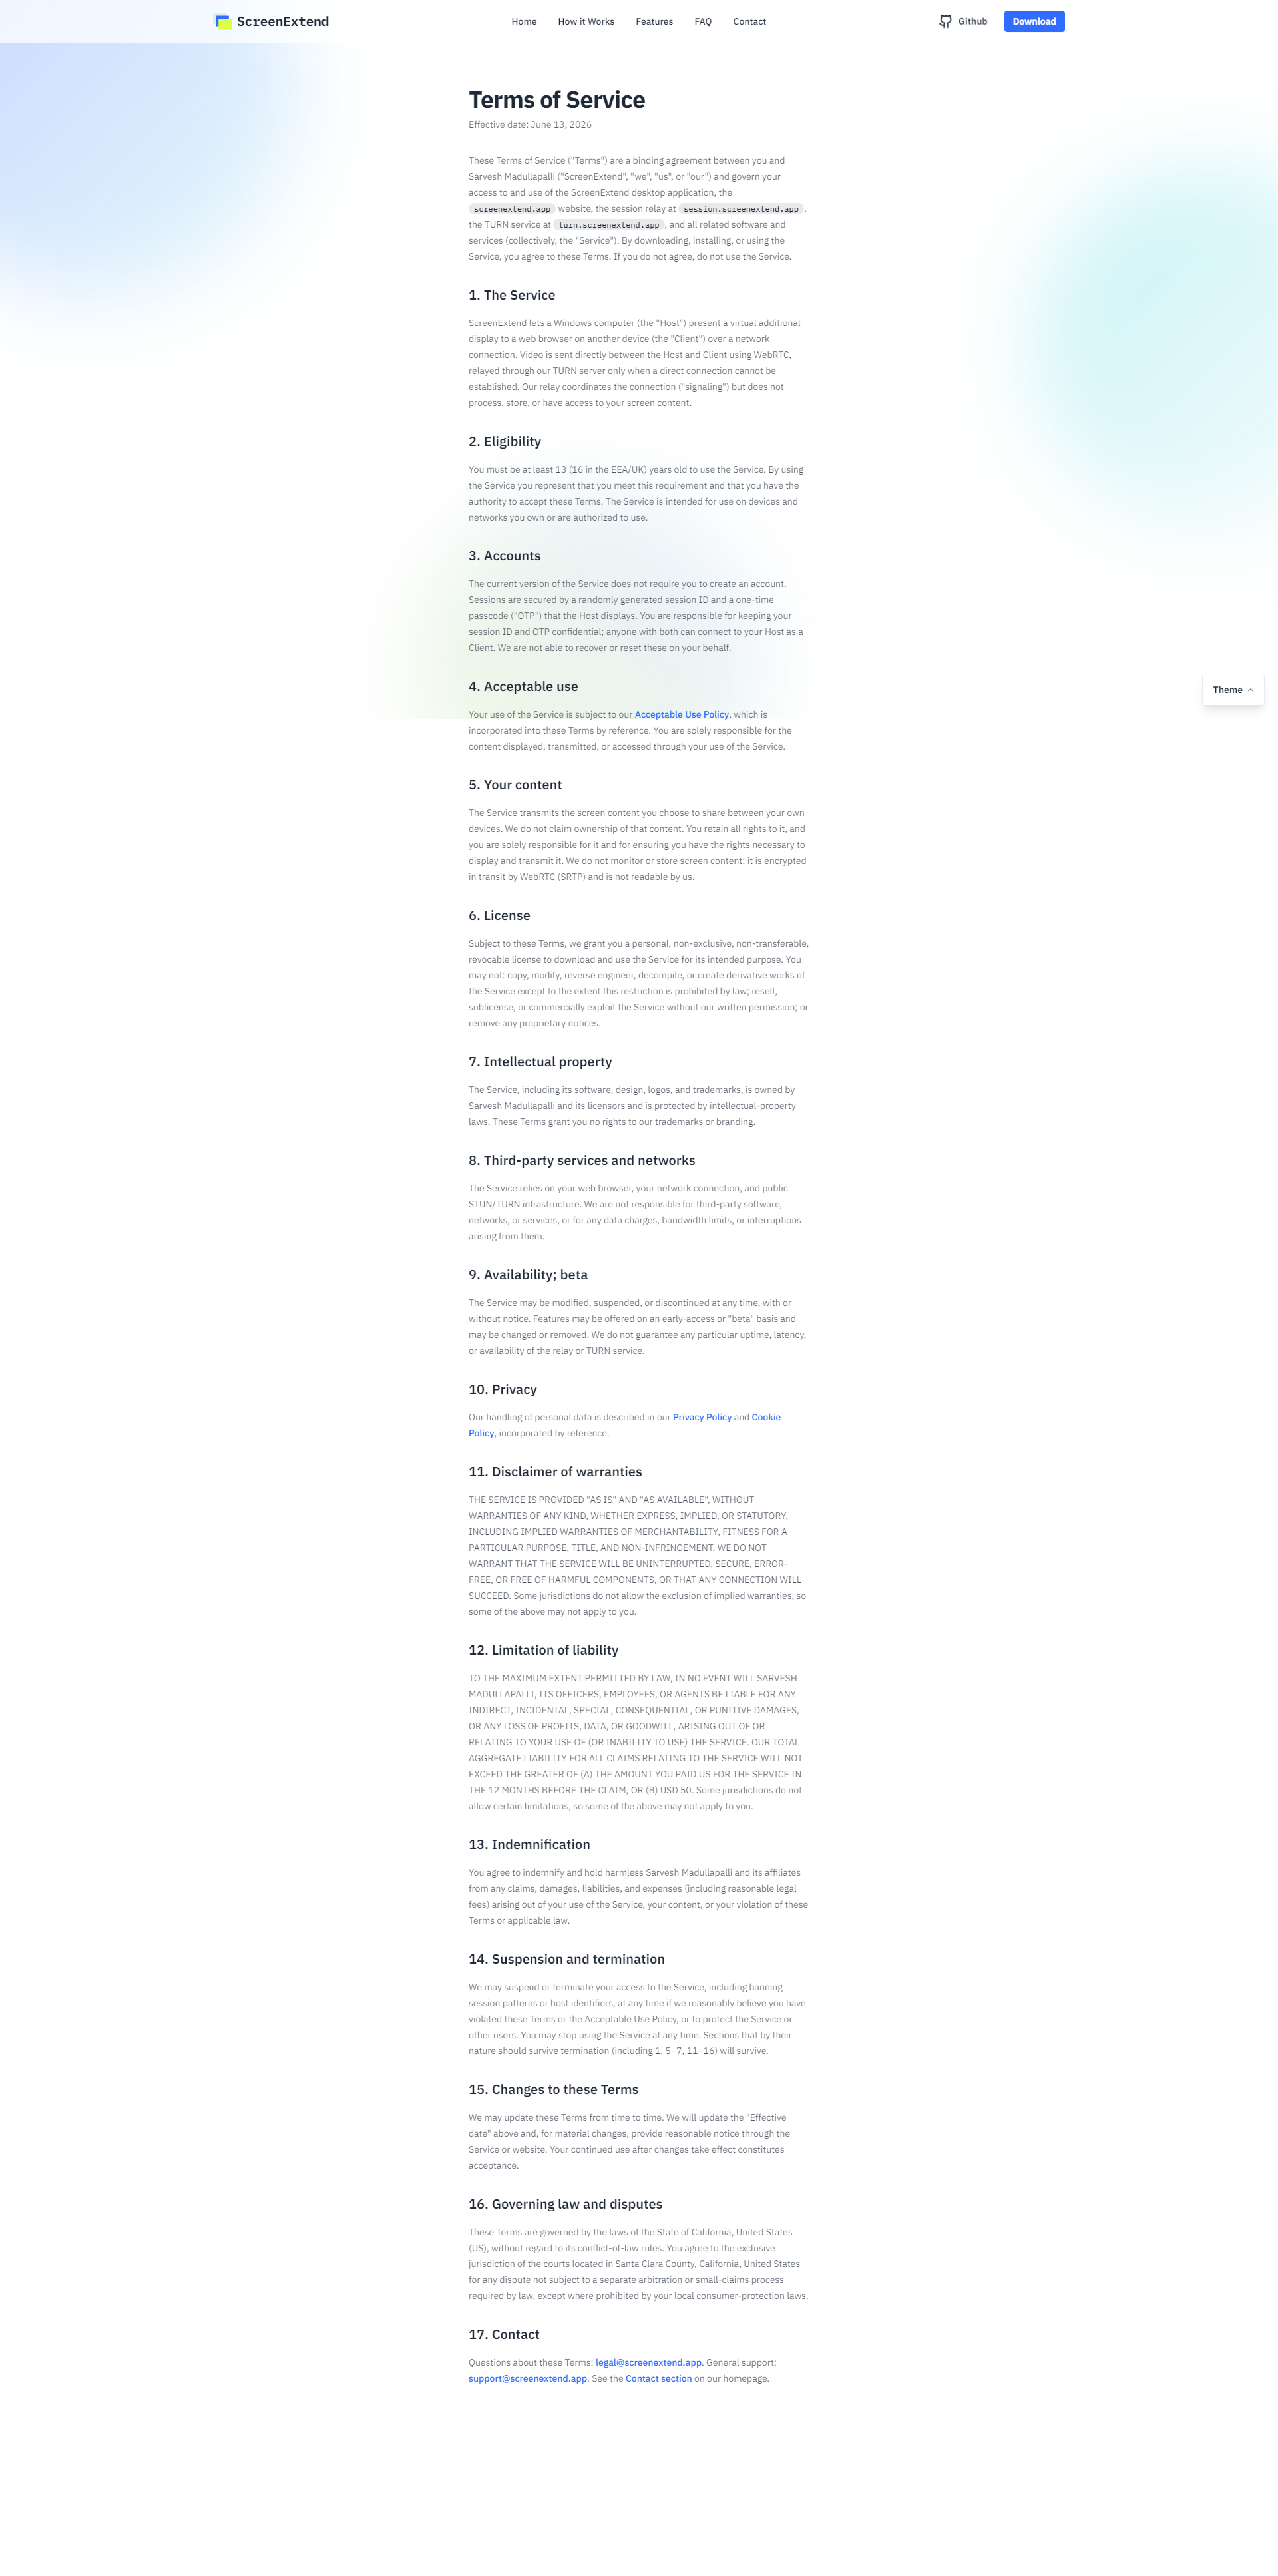 ScreenExtend
Home How it Works Features FAQ Contact
Github Download
Terms of Service
Effective date: June 13, 2026
These Terms of Service ("Terms") are a binding agreement between you and
Sarvesh Madullapalli ("ScreenExtend", "we", "us", or "our") and govern your
access to and use of the ScreenExtend desktop application, the
screenextend.app website, the session relay at session.screenextend.app,
the TURN service at turn.screenextend.app, and all related software and
services (collectively, the "Service"). By downloading, installing, or using the
Service, you agree to these Terms. If you do not agree, do not use the Service.
1. The Service
ScreenExtend lets a Windows computer (the "Host") present a virtual additional
display to a web browser on another device (the "Client") over a network
connection. Video is sent directly between the Host and Client using WebRTC,
relayed through our TURN server only when a direct connection cannot be
established. Our relay coordinates the connection ("signaling") but does not
process, store, or have access to your screen content.
2. Eligibility
You must be at least 13 (16 in the EEA/UK) years old to use the Service. By using
the Service you represent that you meet this requirement and that you have the
authority to accept these Terms. The Service is intended for use on devices and
networks you own or are authorized to use.
3. Accounts
The current version of the Service does not require you to create an account.
Sessions are secured by a randomly generated session ID and a one-time
passcode ("OTP") that the Host displays. You are responsible for keeping your
session ID and OTP confidential; anyone with both can connect to your Host as a
Client. We are not able to recover or reset these on your behalf.
4. Acceptable use
Theme
Your use of the Service is subject to our Acceptable Use Policy, which is
incorporated into these Terms by reference. You are solely responsible for the
content displayed, transmitted, or accessed through your use of the Service.
5. Your content
The Service transmits the screen content you choose to share between your own
devices. We do not claim ownership of that content. You retain all rights to it, and
you are solely responsible for it and for ensuring you have the rights necessary to
display and transmit it. We do not monitor or store screen content; it is encrypted
in transit by WebRTC (SRTP) and is not readable by us.
6. License
Subject to these Terms, we grant you a personal, non-exclusive, non-transferable,
revocable license to download and use the Service for its intended purpose. You
may not: copy, modify, reverse engineer, decompile, or create derivative works of
the Service except to the extent this restriction is prohibited by law; resell,
sublicense, or commercially exploit the Service without our written permission; or
remove any proprietary notices.
7. Intellectual property
The Service, including its software, design, logos, and trademarks, is owned by
Sarvesh Madullapalli and its licensors and is protected by intellectual-property
laws. These Terms grant you no rights to our trademarks or branding.
8. Third-party services and networks
The Service relies on your web browser, your network connection, and public
STUN/TURN infrastructure. We are not responsible for third-party software,
networks, or services, or for any data charges, bandwidth limits, or interruptions
arising from them.
9. Availability; beta
The Service may be modified, suspended, or discontinued at any time, with or
without notice. Features may be offered on an early-access or "beta" basis and
may be changed or removed. We do not guarantee any particular uptime, latency,
or availability of the relay or TURN service.
10. Privacy
Our handling of personal data is described in our Privacy Policy and Cookie
Policy, incorporated by reference.
11. Disclaimer of warranties
THE SERVICE IS PROVIDED "AS IS" AND "AS AVAILABLE", WITHOUT
WARRANTIES OF ANY KIND, WHETHER EXPRESS, IMPLIED, OR STATUTORY,
INCLUDING IMPLIED WARRANTIES OF MERCHANTABILITY, FITNESS FOR A
PARTICULAR PURPOSE, TITLE, AND NON-INFRINGEMENT. WE DO NOT
WARRANT THAT THE SERVICE WILL BE UNINTERRUPTED, SECURE, ERROR-
FREE, OR FREE OF HARMFUL COMPONENTS, OR THAT ANY CONNECTION WILL
SUCCEED. Some jurisdictions do not allow the exclusion of implied warranties, so
some of the above may not apply to you.
12. Limitation of liability
TO THE MAXIMUM EXTENT PERMITTED BY LAW, IN NO EVENT WILL SARVESH
MADULLAPALLI, ITS OFFICERS, EMPLOYEES, OR AGENTS BE LIABLE FOR ANY
INDIRECT, INCIDENTAL, SPECIAL, CONSEQUENTIAL, OR PUNITIVE DAMAGES,
OR ANY LOSS OF PROFITS, DATA, OR GOODWILL, ARISING OUT OF OR
RELATING TO YOUR USE OF (OR INABILITY TO USE) THE SERVICE. OUR TOTAL
AGGREGATE LIABILITY FOR ALL CLAIMS RELATING TO THE SERVICE WILL NOT
EXCEED THE GREATER OF (A) THE AMOUNT YOU PAID US FOR THE SERVICE IN
THE 12 MONTHS BEFORE THE CLAIM, OR (B) USD 50. Some jurisdictions do not
allow certain limitations, so some of the above may not apply to you.
13. Indemnification
You agree to indemnify and hold harmless Sarvesh Madullapalli and its affiliates
from any claims, damages, liabilities, and expenses (including reasonable legal
fees) arising out of your use of the Service, your content, or your violation of these
Terms or applicable law.
14. Suspension and termination
We may suspend or terminate your access to the Service, including banning
session patterns or host identifiers, at any time if we reasonably believe you have
violated these Terms or the Acceptable Use Policy, or to protect the Service or
other users. You may stop using the Service at any time. Sections that by their
nature should survive termination (including 1, 5–7, 11–16) will survive.
15. Changes to these Terms
We may update these Terms from time to time. We will update the "Effective
date" above and, for material changes, provide reasonable notice through the
Service or website. Your continued use after changes take effect constitutes
acceptance.
16. Governing law and disputes
These Terms are governed by the laws of the State of California, United States
(US), without regard to its conflict-of-law rules. You agree to the exclusive
jurisdiction of the courts located in Santa Clara County, California, United States
for any dispute not subject to a separate arbitration or small-claims process
required by law, except where prohibited by your local consumer-protection laws.
17. Contact
Questions about these Terms: legal@screenextend.app. General support:
support@screenextend.app. See the Contact section on our homepage.